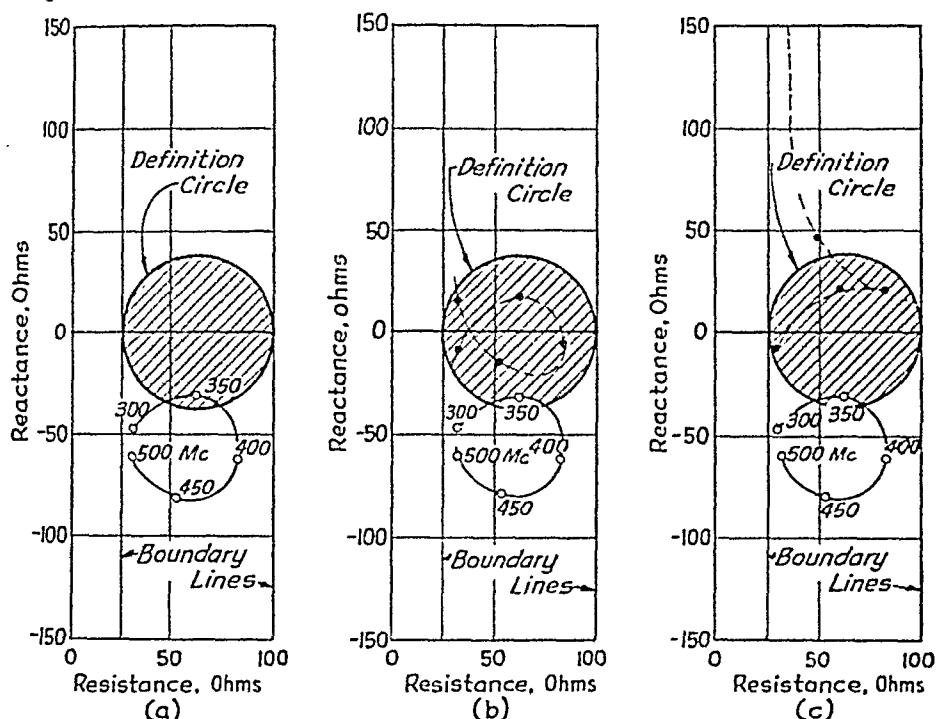 150
100
50
0
-50
-100
-150
Reactance, Ohms
Definition
Circle
300
350
400
500 Mc
450
Boundary
Lines
0
50
100
Resistance, Ohms
(a)
150
100
50
0
-50
-100
-150
Reactance, ohms
Definition
Circle
300
350
400
500 Mc
450
Boundary
Lines
0
50
100
Resistance, Ohms
(b)
150
100
50
0
-50
-100
-150
Reactance, Ohms
Definition
Circle
300
350
400
500 Mc
450
Boundary
Lines
0
50
100
Resistance, Ohms
(c)